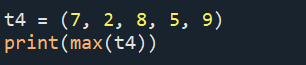 t4 = (7, 2, 8, 5, 9)
print(max(t4))